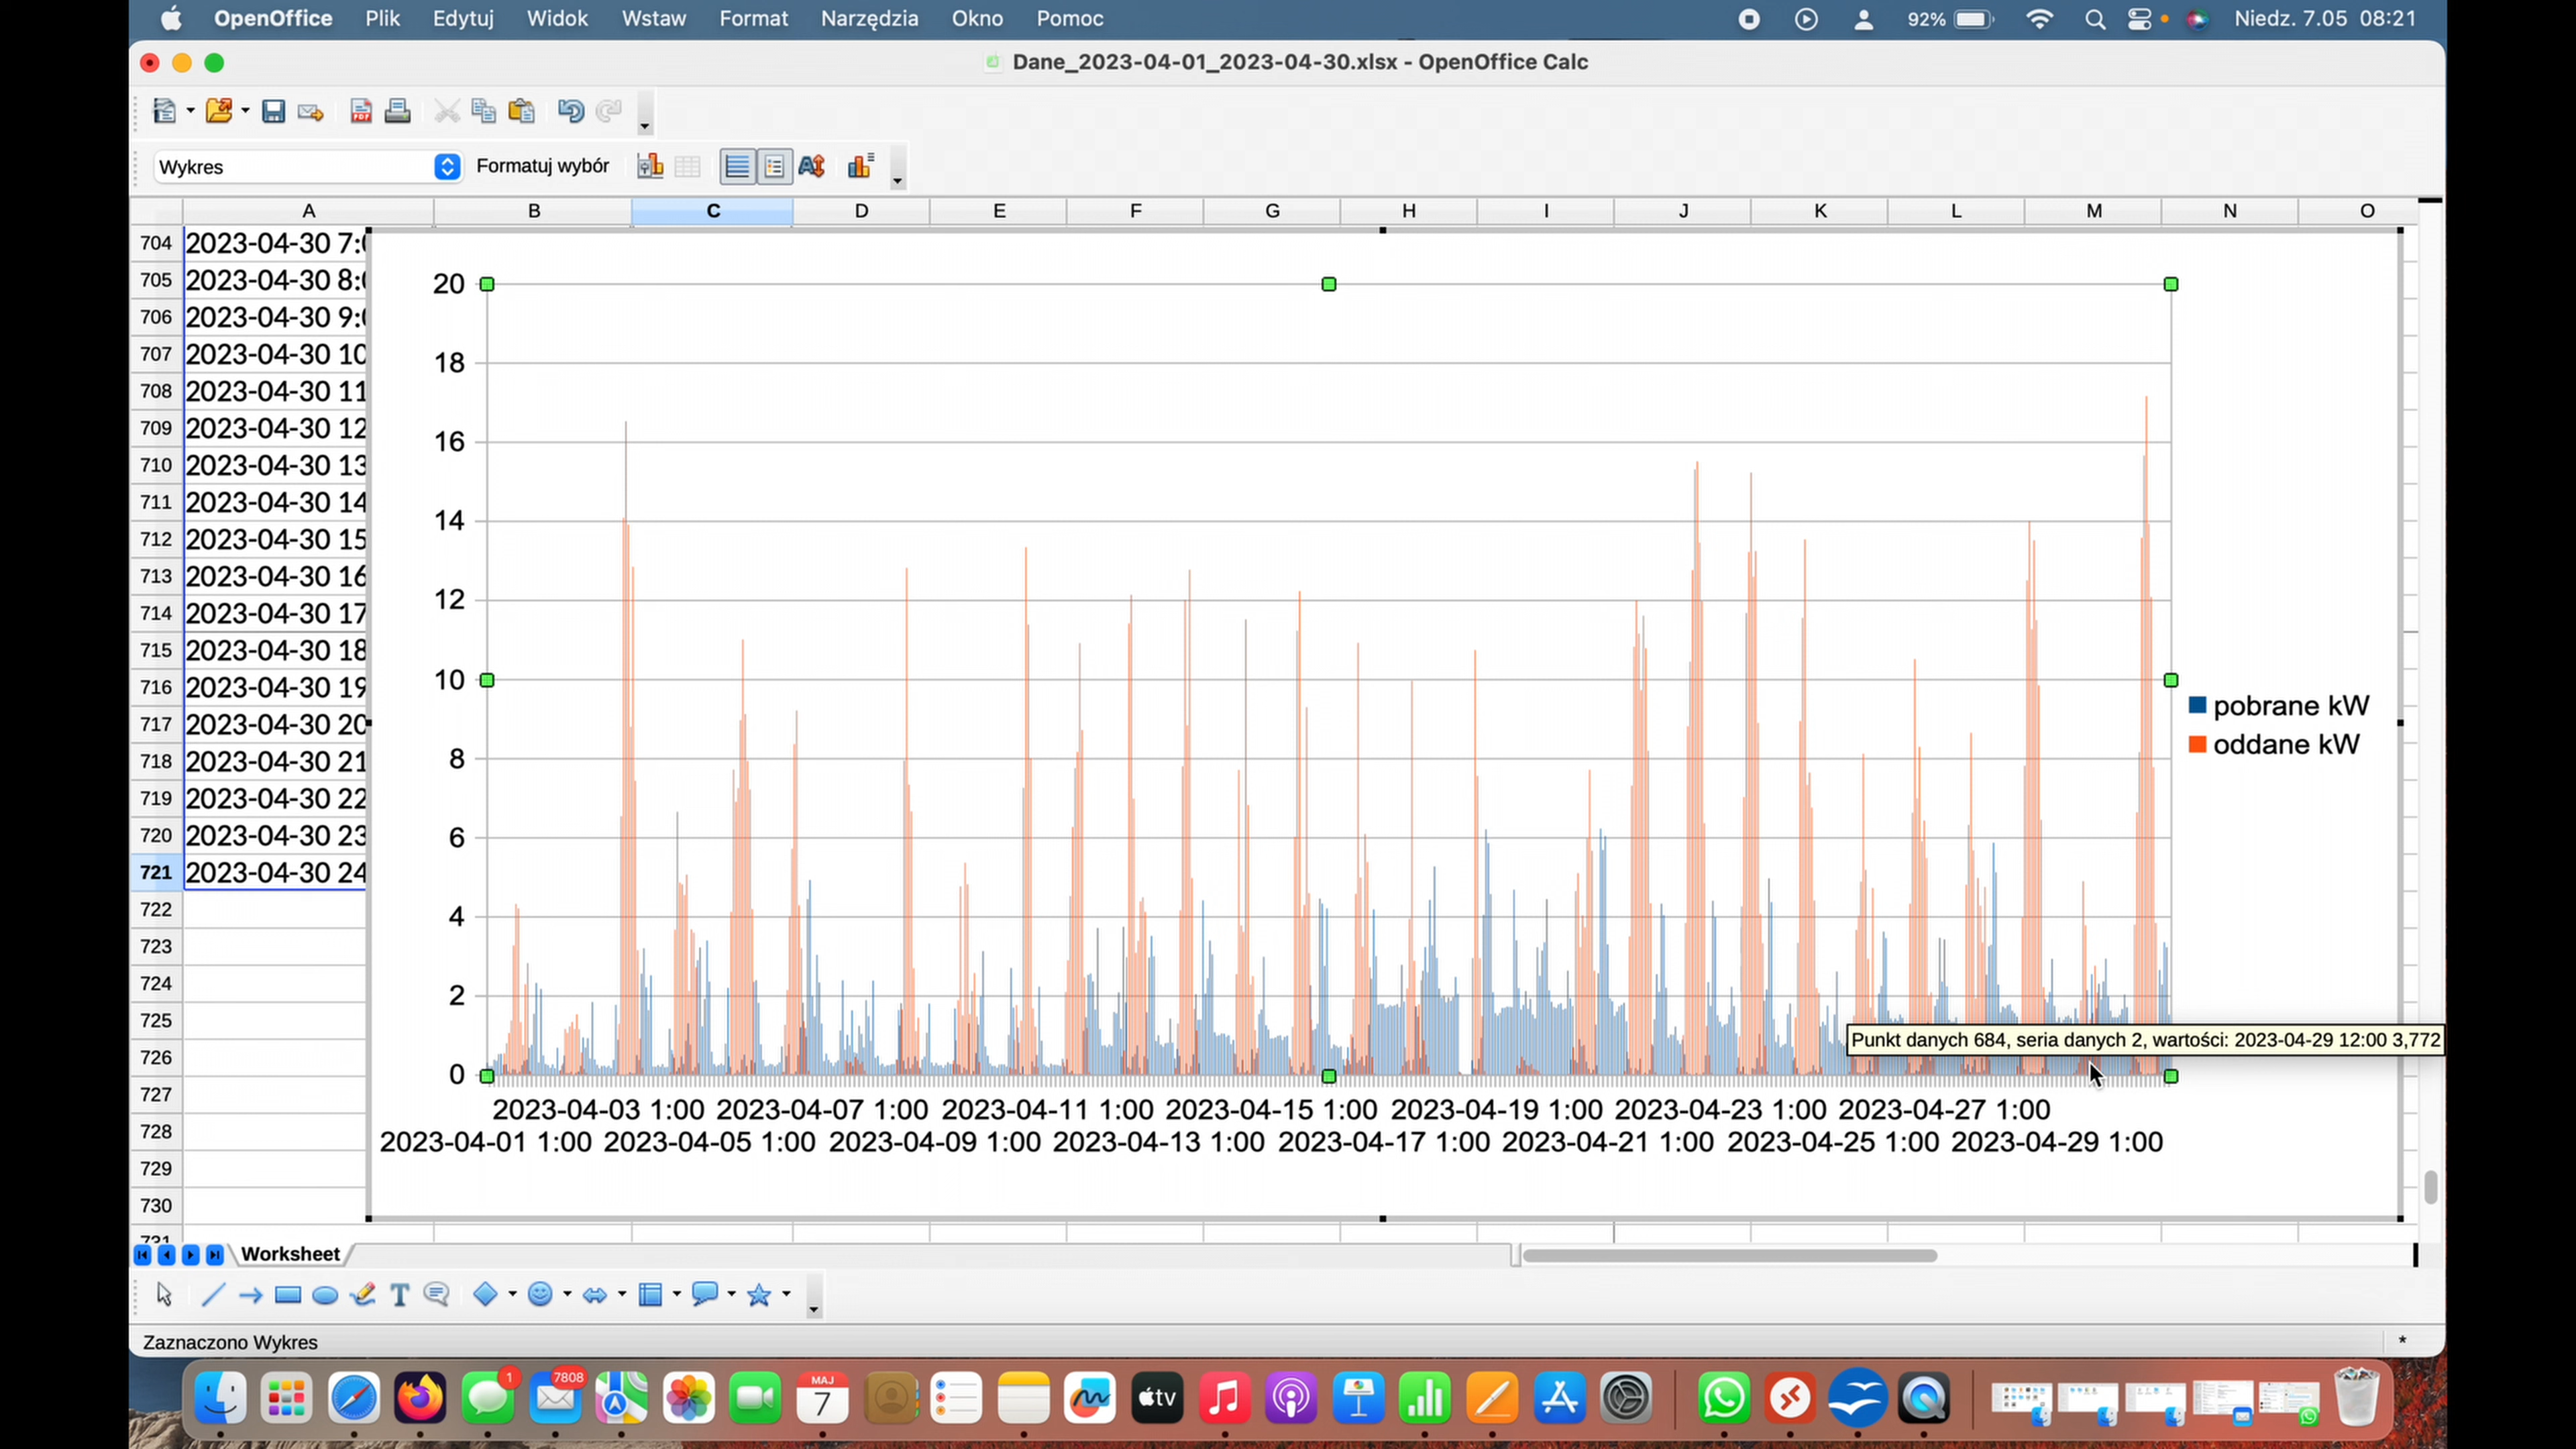 OpenOffice Plik Edytuj Widok Wstaw Format Narzędzia Okno Pomoc 92% Niedz. 7.05 08:21
Dane_2023-04-01_2023-04-30.xlsx - OpenOffice Calc
PDF
Wykres Formatuj wybór
A B C D E F G H I J K L M N O
704 2023-04-30 7:0
705 2023-04-30 8:0
706 2023-04-30 9:0
707 2023-04-30 10
708 2023-04-30 11
709 2023-04-30 12
710 2023-04-30 13
711 2023-04-30 14
712 2023-04-30 15
713 2023-04-30 16
714 2023-04-30 17
715 2023-04-30 18
716 2023-04-30 19
717 2023-04-30 20
718 2023-04-30 21
719 2023-04-30 22
720 2023-04-30 23
721 2023-04-30 24
722
723
724
725
726
727
728
729
730
731
20
18
16
14
12
10
8
6
4
2
0
pobrane kW
oddane kW
Punkt danych 684, seria danych 2, wartości: 2023-04-29 12:00 3,772
2023-04-03 1:00 2023-04-07 1:00 2023-04-11 1:00 2023-04-15 1:00 2023-04-19 1:00 2023-04-23 1:00 2023-04-27 1:00
2023-04-01 1:00 2023-04-05 1:00 2023-04-09 1:00 2023-04-13 1:00 2023-04-17 1:00 2023-04-21 1:00 2023-04-25 1:00 2023-04-29 1:00
Worksheet
Zaznaczono Wykres
*
1
7808
MAJ
7
tv